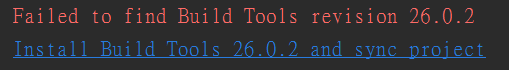 Failed to find Build Tools revision 26.0.2
Install Build Tools 26.0.2 and sync project